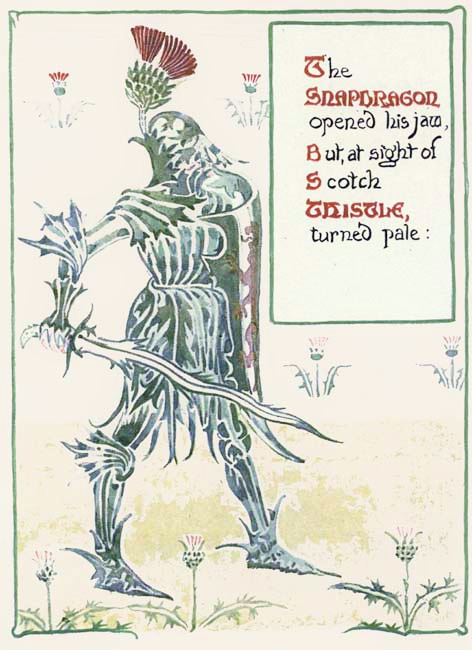 The
SNAPDRAGON
opened his jaw,
But, at sight of
Scotch
THISTLE,
turned pale: